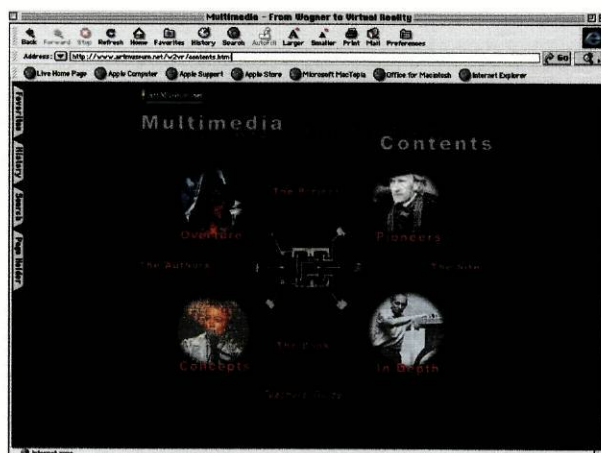 Multimedia - From Wagner to Virtual Reality
Back Forward Stop Refresh Home Favorites History Search AutoFill Larger Smaller Print Mail Preferences
Address: http://www.artmuseum.net/w2vr/contents.html Go
Live Home Page Apple Computer Apple Support Apple Store Microsoft MacTopia Office for Macintosh Internet Explorer
Favorites
History
Search
Page Holder
Multimedia
Contents
Overture
Pioneers
The Authors
The Site
The Book
Concepts
In Depth